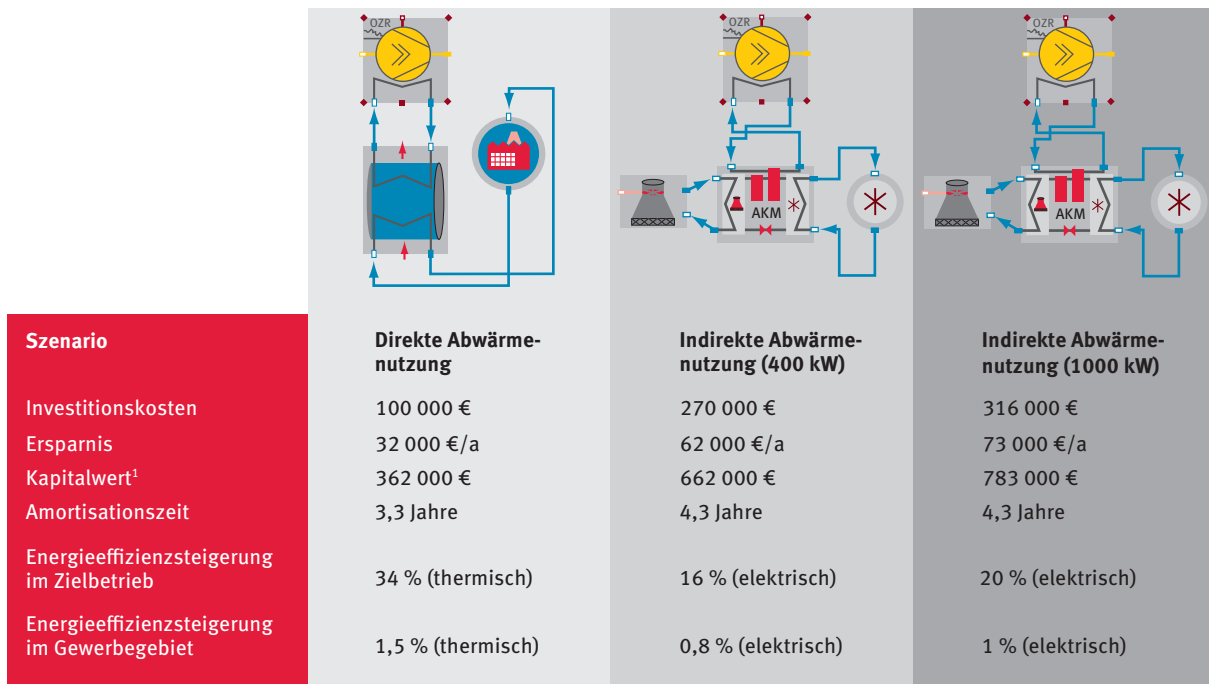 OZR
OZR
OZR
AKM
AKM
Szenario
Direkte Abwärme-
nutzung
Indirekte Abwärme-
nutzung (400 kW)
Indirekte Abwärme-
nutzung (1000 kW)
Investitionskosten
100 000 €
270 000 €
316 000 €
Ersparnis
32 000 €/a
62 000 €/a
73 000 €/a
Kapitalwert¹
362 000 €
662 000 €
783 000 €
Amortisationszeit
3,3 Jahre
4,3 Jahre
4,3 Jahre
Energieeffizienzsteigerung
im Zielbetrieb
34 % (thermisch)
16 % (elektrisch)
20 % (elektrisch)
Energieeffizienzsteigerung
im Gewerbegebiet
1,5 % (thermisch)
0,8 % (elektrisch)
1 % (elektrisch)